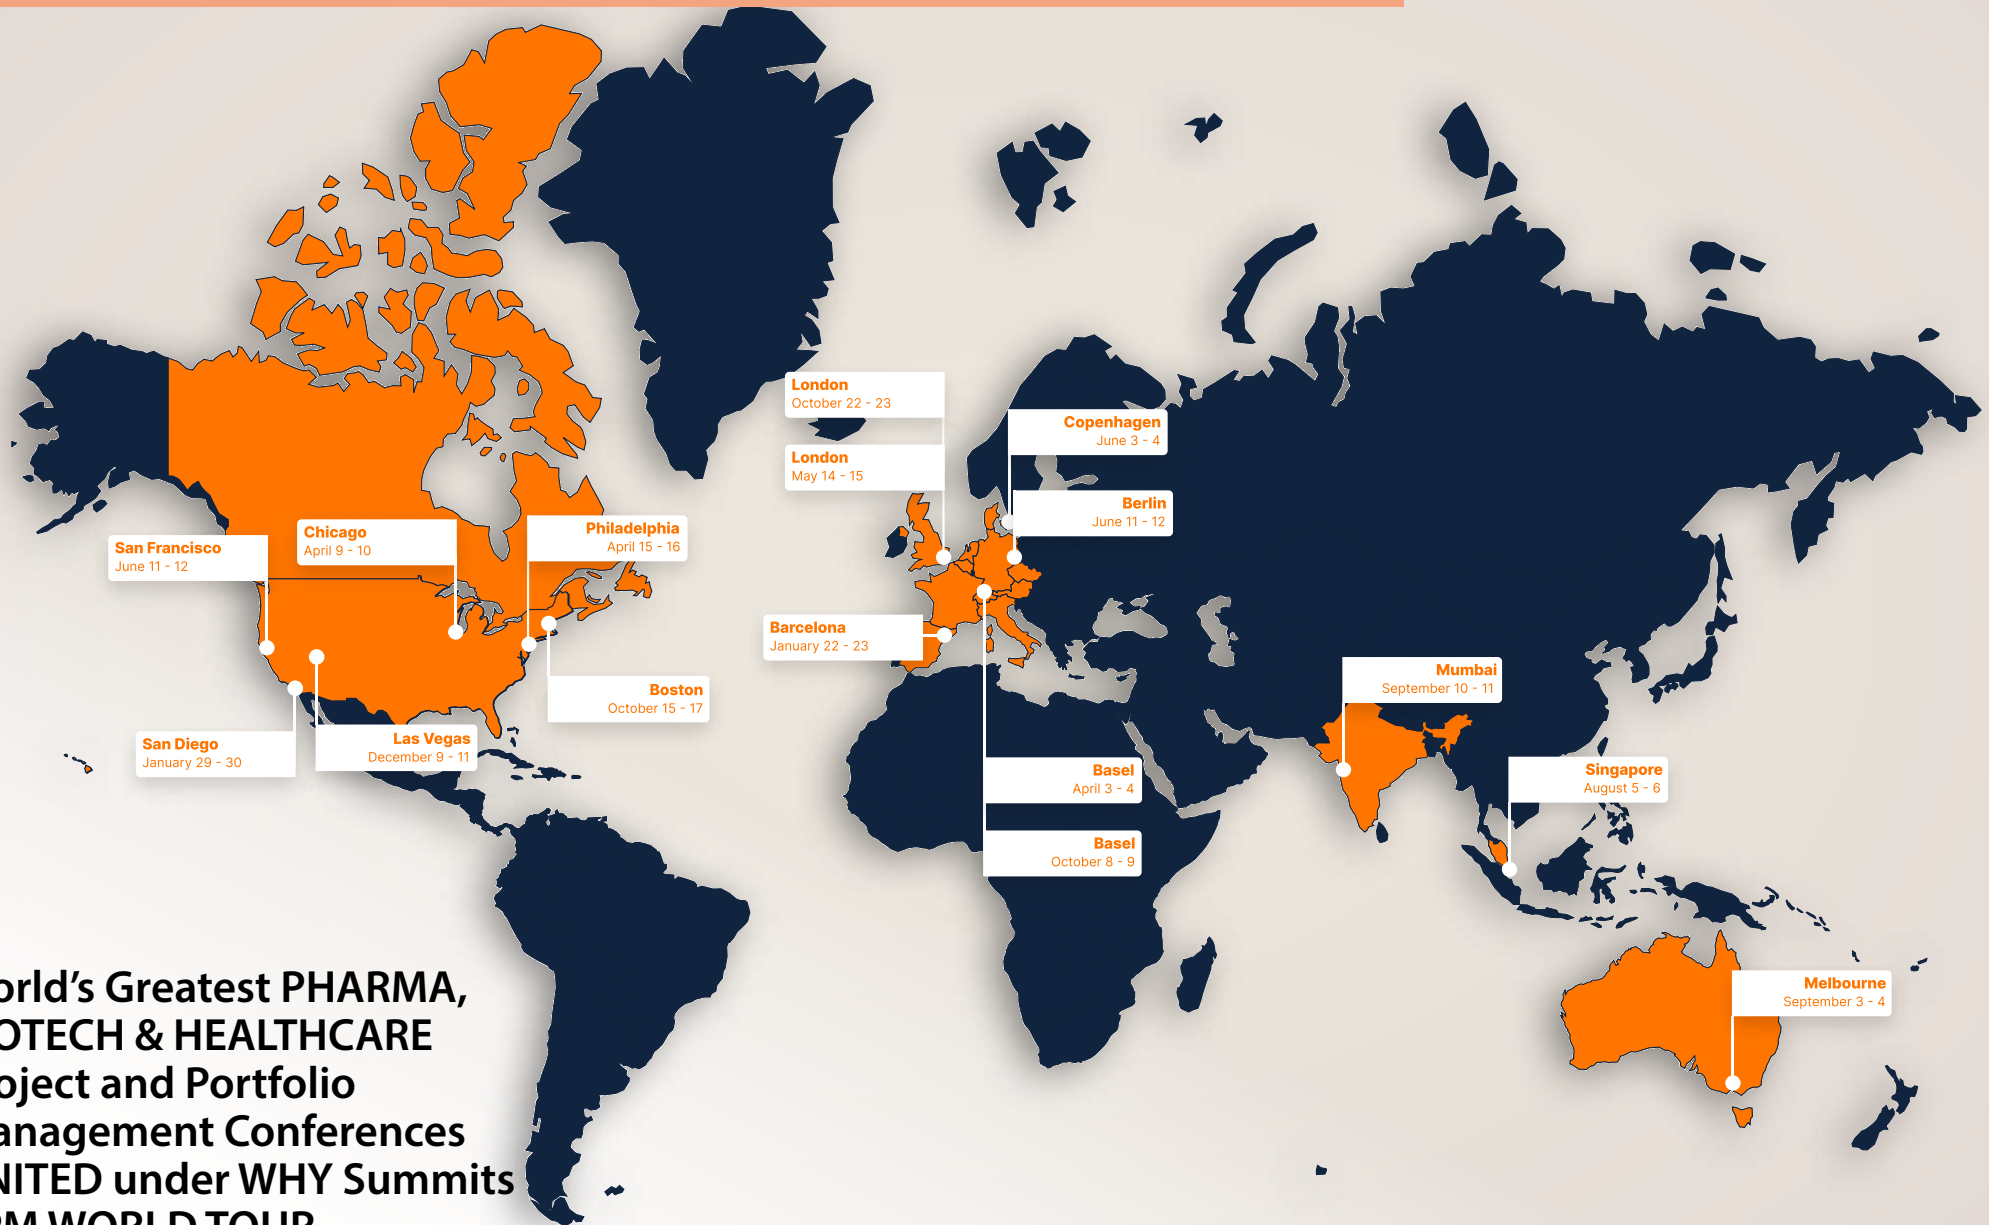 London
October 22 - 23
London
May 14 - 15
Copenhagen
June 3 - 4
Berlin
June 11 - 12
San Francisco
June 11 - 12
Chicago
April 9 - 10
Philadelphia
April 15 - 16
Barcelona
January 22 - 23
Boston
October 15 - 17
San Diego
January 29 - 30
Las Vegas
December 9 - 11
Mumbai
September 10 - 11
Basel
April 3 - 4
Singapore
August 5 - 6
Basel
October 8 - 9
Melbourne
September 3 - 4
orld's Greatest PHARMA,
OTECH & HEALTHCARE
oject and Portfolio
anagement Conferences
NITED under WHY Summits
WORLD TOUR